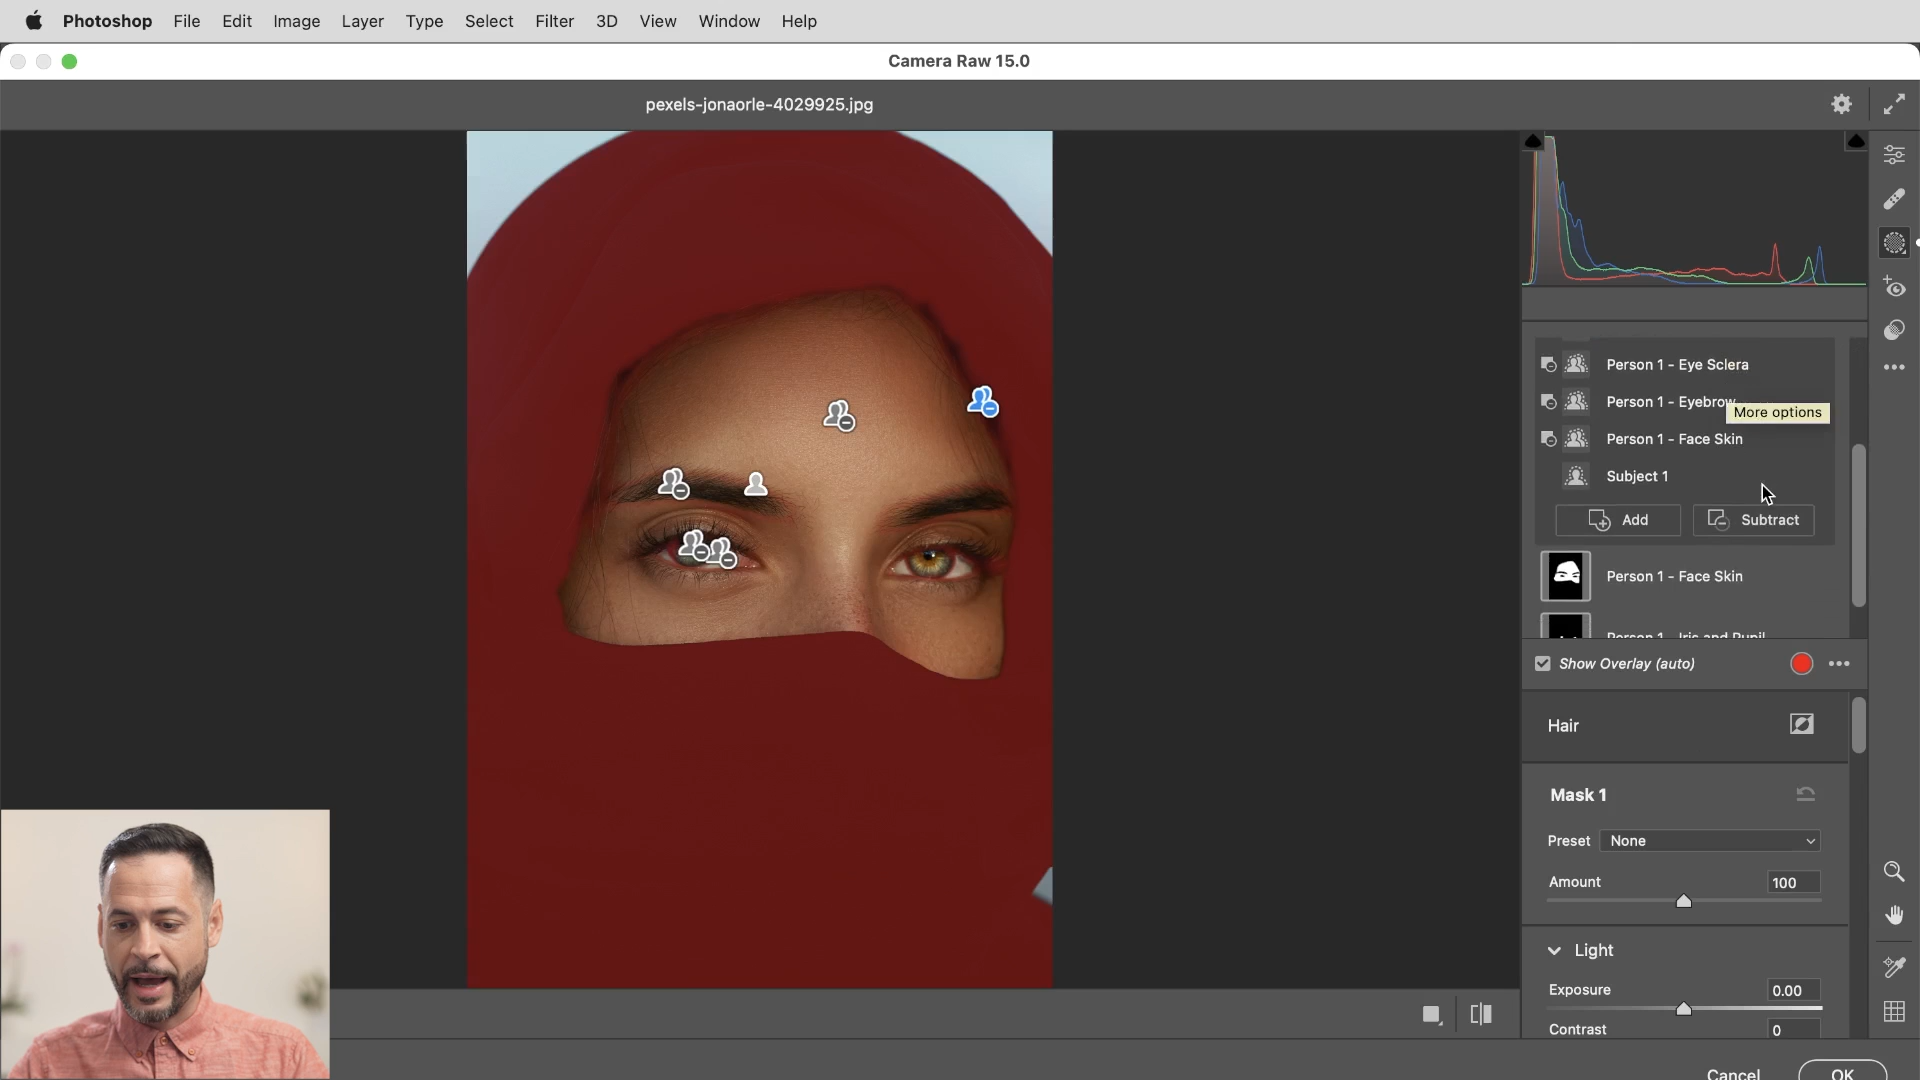 Photoshop File Edit Image Layer Type Select Filter 3D View Window Help
Camera Raw 15.0
pexels-jonaorle-4029925.jpg
Person 1 - Eye Sclera
Person 1 - Eyebrow
More options
Person 1 - Face Skin
Subject 1
Add Subtract
Person 1 - Face Skin
Person 1 - Iris and Pupil
Show Overlay (auto)
Hair
Mask 1
Preset None
Amount 100
Light
Exposure 0.00
Contrast 0
Cancel OK